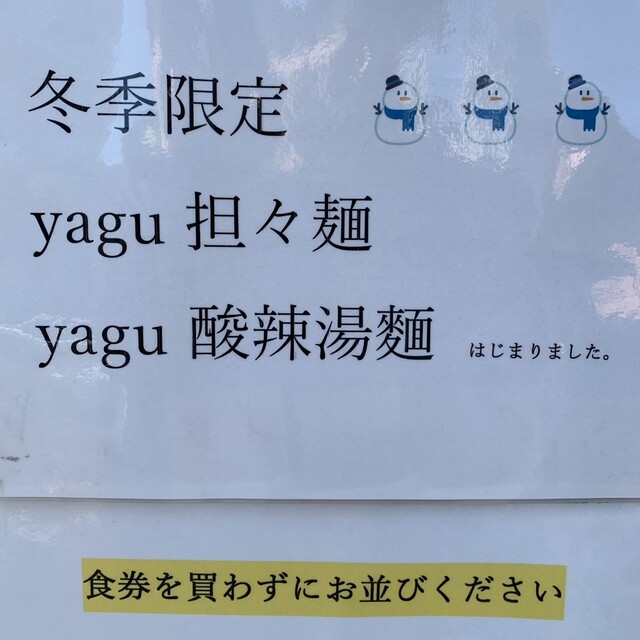 冬季限定
yagu 担々麺
yagu 酸辣湯麵 はじまりました。
食券を買わずにお並びください